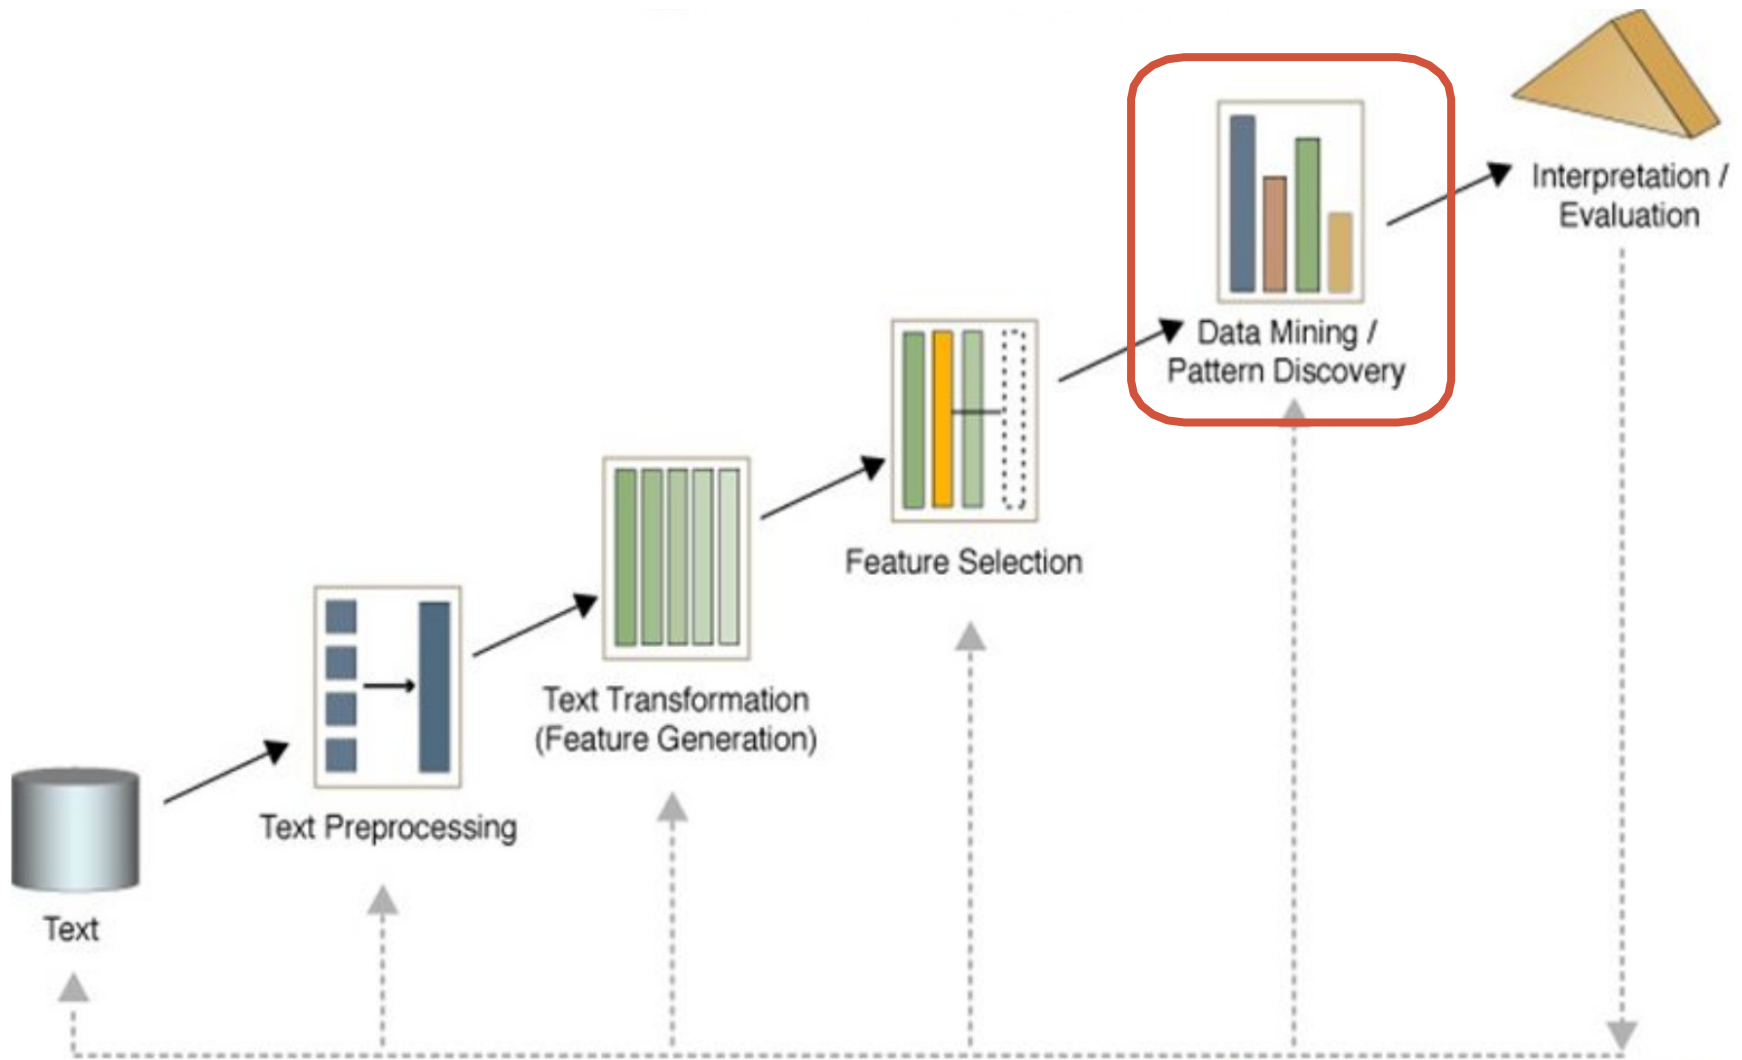 Interpretation /
Evaluation
Data Mining /
Pattern Discovery
Feature Selection
Text Transformation
(Feature Generation)
Text Preprocessing
Text